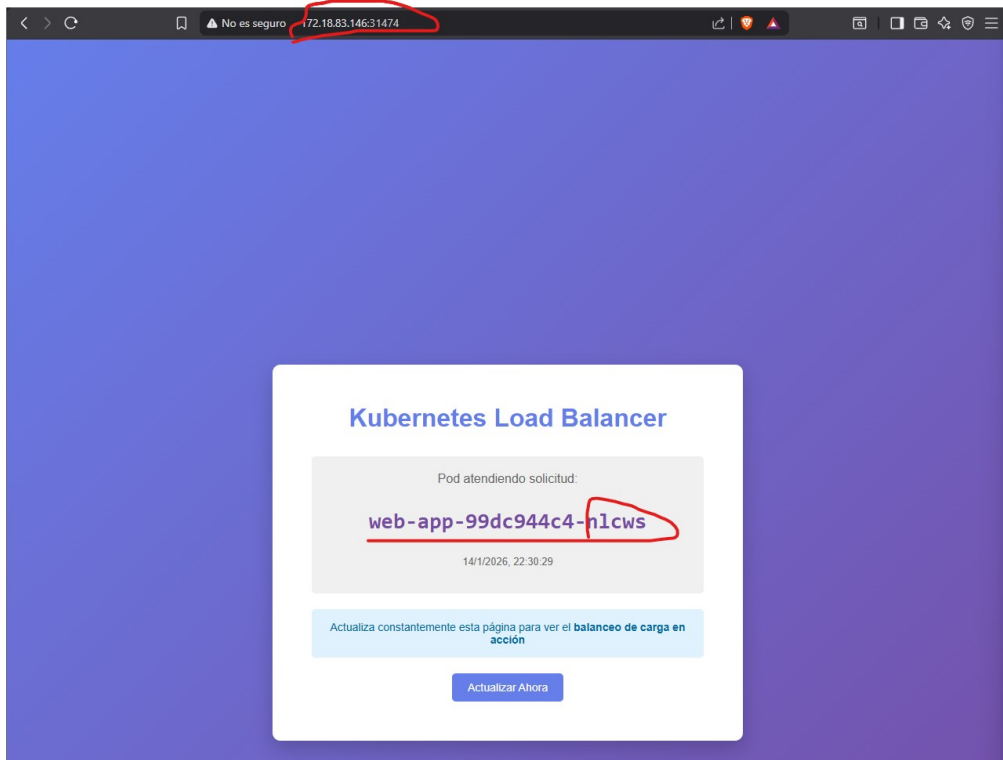 No es seguro 172.18.83.146:31474
Kubernetes Load Balancer
Pod atendiendo solicitud:
web-app-99dc944c4-nlcws
14/1/2026, 22:30:29
Actualiza constantemente esta página para ver el balanceo de carga en
acción
Actualizar Ahora